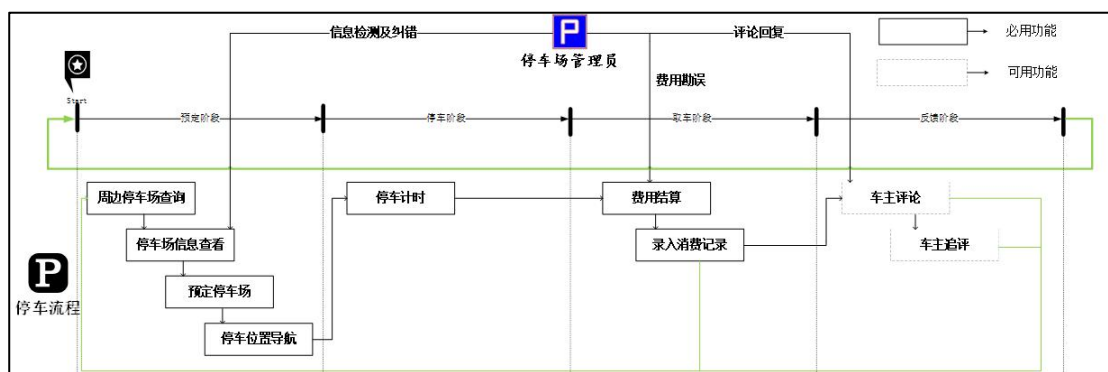 信息检测及纠错
P
停车场管理员
评论回复
必用功能
费用勘误
可用功能
Start
预定阶段
停车阶段
取车阶段
反馈阶段
周边停车场查询
停车计时
费用结算
车主评论
停车场信息查看
录入消费记录
车主追评
P
停车流程
预定停车场
停车位置导航